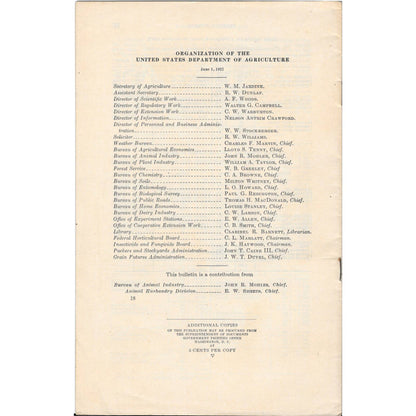 ORGANIZATION OF THE
UNITED STATES DEPARTMENT OF AGRICULTURE
June 1, 1927
Secretary of Agriculture W. M. JARDINE.
Assistant Secretary R. W. DUNLAP.
Director of Scientific Work A. F. WOODS.
Director of Regulatory Work WALTER G. CAMPBELL.
Director of Extension Work C. W. WARBURTON.
Director of Information NELSON ANTRIM CRAWFORD.
Director of Personnel and Business Adminis-
tration W. W. STOCKBERGER.
Solicitor R. W. WILLIAMS.
Weather Bureau CHARLES F. MARVIN, Chief.
Bureau of Agricultural Economics LLOYD S. TENNY, Chief.
Bureau of Animal Industry JOHN R. MOHLER, Chief.
Bureau of Plant Industry WILLIAM A. TAYLOR, Chief.
Forest Service W. B. GREELEY, Chief.
Bureau of Chemistry C. A. BROWNE, Chief.
Bureau of Soils MILTON WHITNEY, Chief.
Bureau of Entomology L. O. HOWARD, Chief.
Bureau of Biological Survey PAUL G. REDINGTON, Chief.
Bureau of Public Roads THOMAS H. MACDONALD, Chief.
Bureau of Home Economics LOUISE STANLEY, Chief.
Bureau of Dairy Industry C. W. LARSON, Chief.
Office of Experiment Stations E. W. ALLEN, Chief.
Office of Cooperative Extension Work C. B. SMITH, Chief.
Library CLARIBEL R. BARNETT, Librarian.
Federal Horticultural Board C. L. MARLATT, Chairman.
Insecticide and Fungicide Board J. K. HAYWOOD, Chairman.
Packers and Stockyards Administration JOHN T. CAINE III, Chief.
Grain Futures Administration J. W. T. DUVEL, Chief.
This bulletin is a contribution from
Bureau of Animal Industry JOHN R. MOHLER, Chief.
Animal Husbandry Division E. W. SHEETS, Chief.
28
ADDITIONAL COPIES
OF THIS PUBLICATION MAY BE PROCURED FROM
THE SUPERINTENDENT OF DOCUMENTS
GOVERNMENT PRINTING OFFICE
WASHINGTON, D. C.
AT
5 CENTS PER COPY